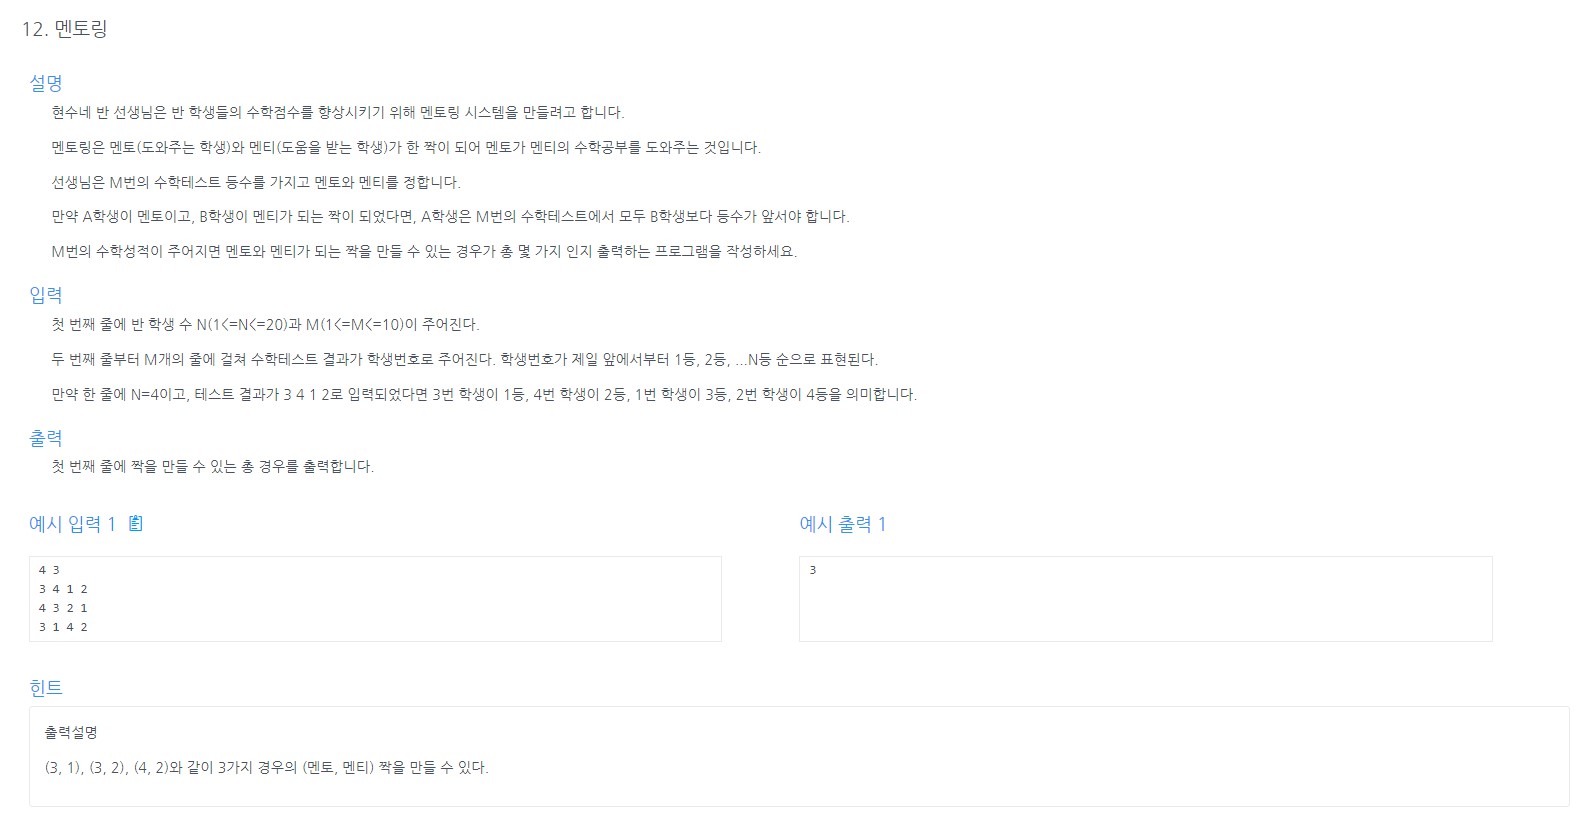 12. 멘토링
설명
현수네 반 선생님은 반 학생들의 수학점수를 향상시키기 위해 멘토링 시스템을 만들려고 합니다.
멘토링은 멘토(도와주는 학생)와 멘티(도움을 받는 학생)가 한 짝이 되어 멘토가 멘티의 수학공부를 도와주는 것입니다.
선생님은 M번의 수학테스트 등수를 가지고 멘토와 멘티를 정합니다.
만약 A학생이 멘토이고, B학생이 멘티가 되는 짝이 되었다면, A학생은 M번의 수학테스트에서 모두 B학생보다 등수가 앞서야 합니다.
M번의 수학성적이 주어지면 멘토와 멘티가 되는 짝을 만들 수 있는 경우가 총 몇 가지 인지 출력하는 프로그램을 작성하세요.
입력
첫 번째 줄에 반 학생 수 N(1<=N<=20)과 M(1<=M<=10)이 주어진다.
두 번째 줄부터 M개의 줄에 걸쳐 수학테스트 결과가 학생번호로 주어진다. 학생번호가 제일 앞에서부터 1등, 2등, ...N등 순으로 표현된다.
만약 한 줄에 N=4이고, 테스트 결과가 3 4 1 2로 입력되었다면 3번 학생이 1등, 4번 학생이 2등, 1번 학생이 3등, 2번 학생이 4등을 의미합니다.
출력
첫 번째 줄에 짝을 만들 수 있는 총 경우를 출력합니다.
예시 입력 1
4 3
3 4 1 2
4 3 2 1
3 1 4 2
예시 출력 1
3
힌트
출력설명
(3, 1), (3, 2), (4, 2)와 같이 3가지 경우의 (멘토, 멘티) 짝을 만들 수 있다.